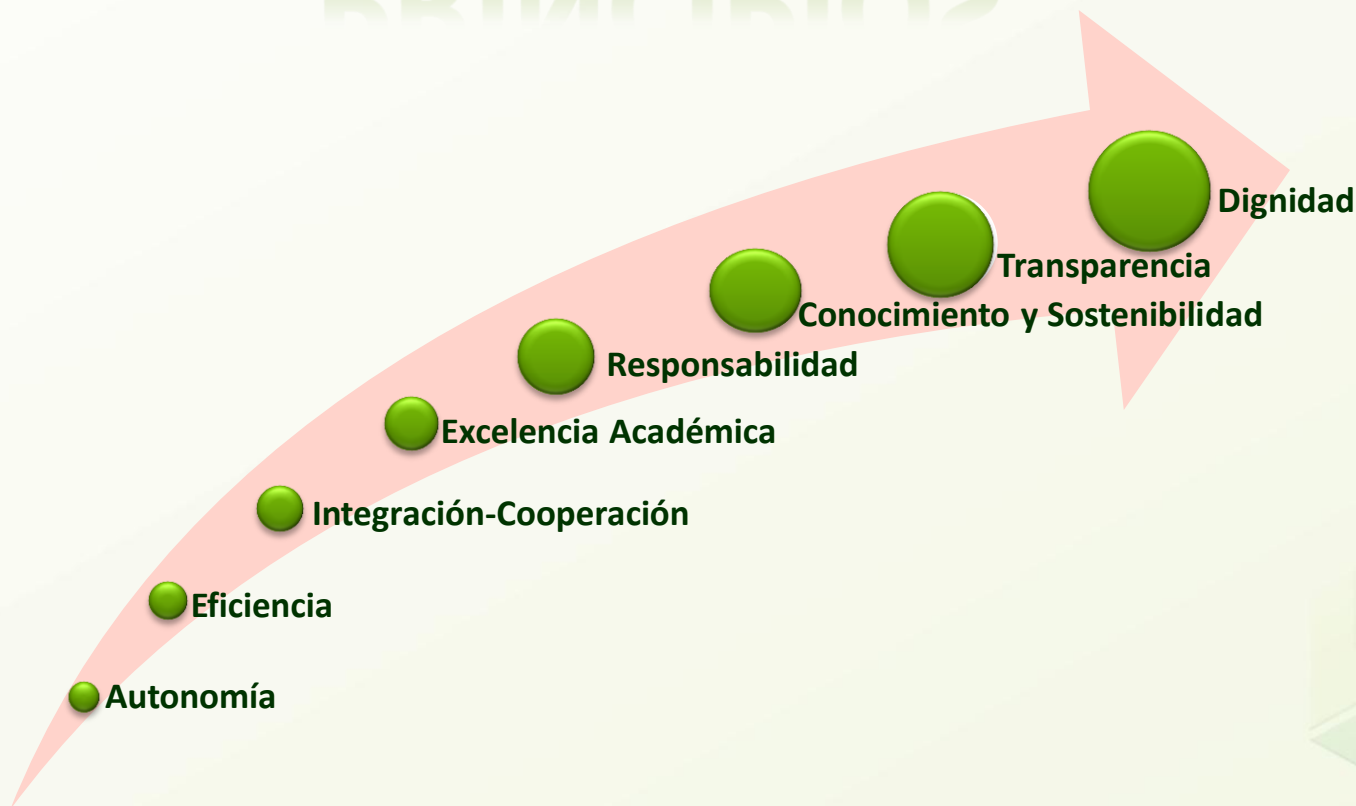 Dignidad
Transparencia
Conocimiento y Sostenibilidad
Responsabilidad
Excelencia Académica
Integración-Cooperación
Eficiencia
Autonomía